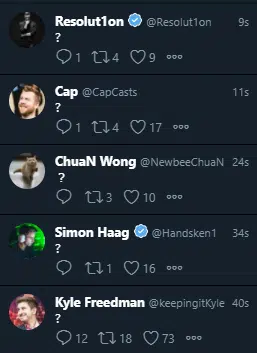 Resolut1on @Resolut1on 9s
?
1 4 9
Cap @CapCasts 11s
?
1 4 17
ChuaN Wong @NewbeeChuaN 24s
?
3 10
Simon Haag @Handsken1 34s
?
1 16
Kyle Freedman @keepingitKyle 40s
?
12 18 73